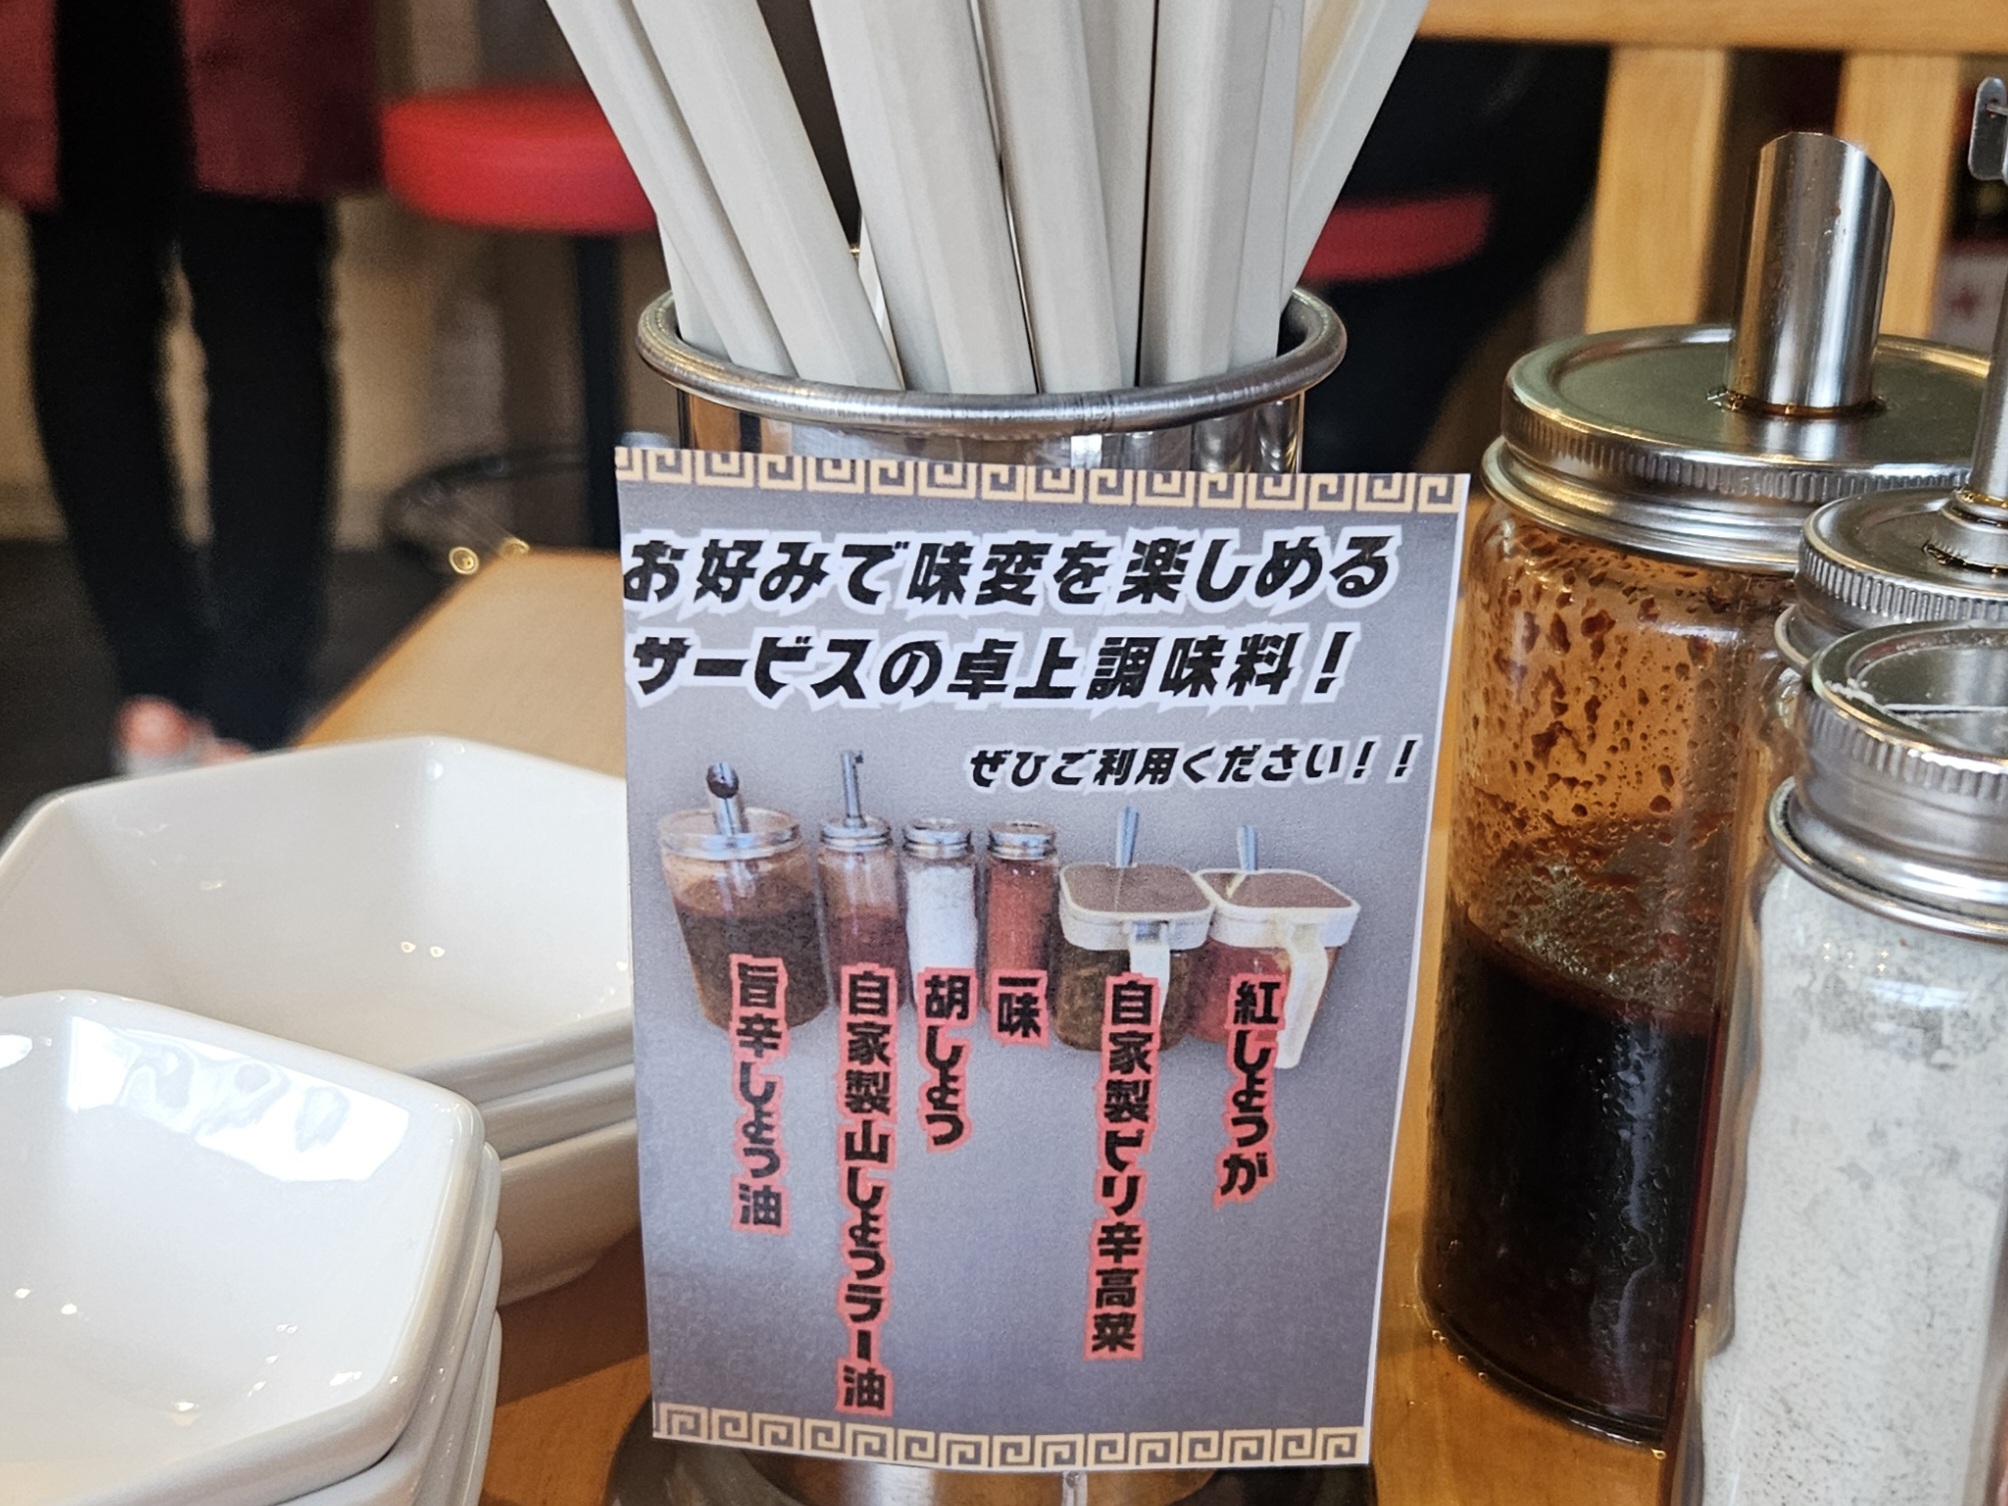 お好みで味変を楽しめる
サービスの卓上調味料!
ぜひご利用ください!!
旨辛しょう油
自家製山しょうラー油
胡しょう
一味
自家製ピリ辛高菜
紅しょうが